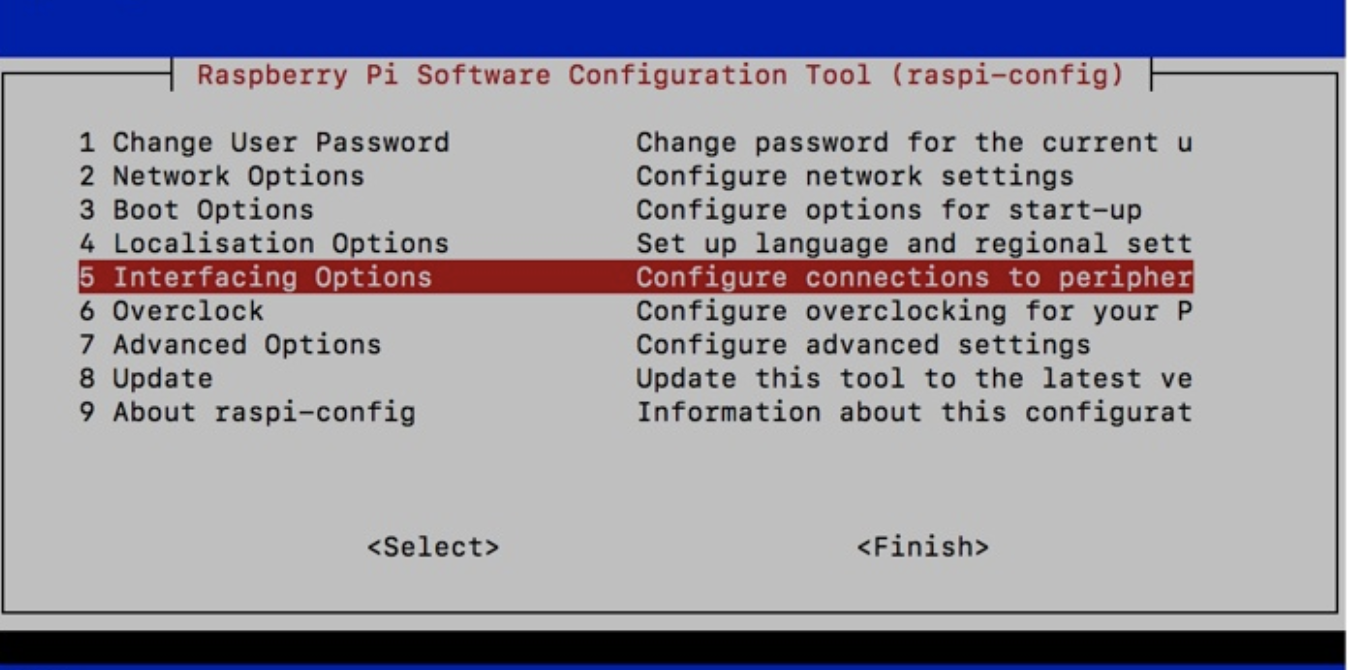 Raspberry Pi Software Configuration Tool (raspi-config)
1 Change User Password Change password for the current u
2 Network Options Configure network settings
3 Boot Options Configure options for start-up
4 Localisation Options Set up language and regional sett
5 Interfacing Options Configure connections to peripher
6 Overclock Configure overclocking for your P
7 Advanced Options Configure advanced settings
8 Update Update this tool to the latest ve
9 About raspi-config Information about this configurat
<Select> <Finish>